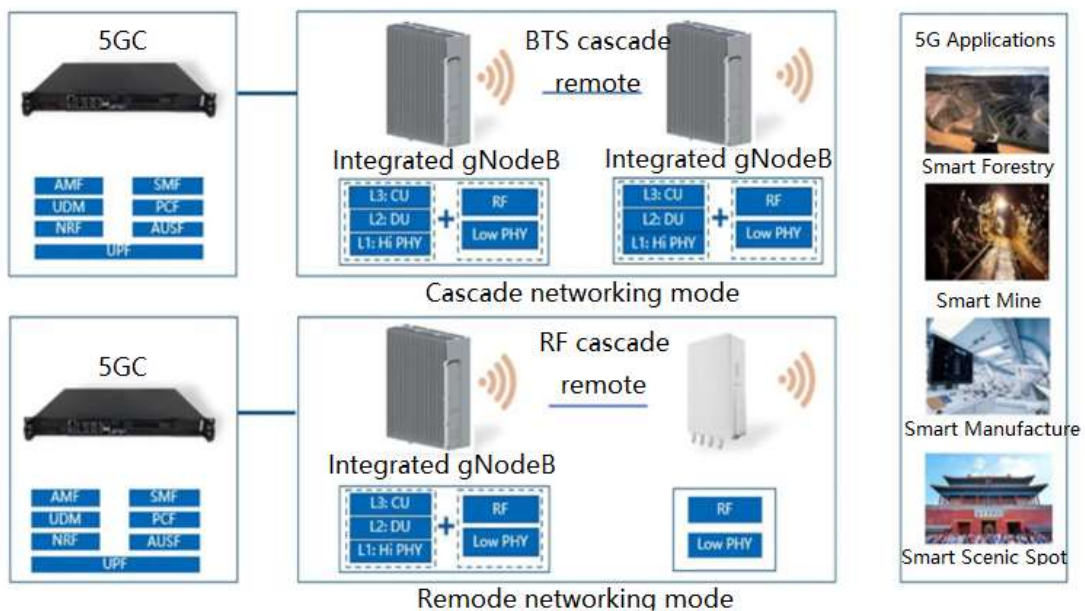 5GC
BTS cascade
remote
Integrated gNodeB
Integrated gNodeB
AMF
SMF
UDM
PCF
NRF
AUSF
UPF
L3: CU
L2: DU
L1: Hi PHY
+
RF
Low PHY
L3: CU
L2: DU
L1: Hi PHY
+
RF
Low PHY
Cascade networking mode
5GC
RF cascade
remote
Integrated gNodeB
AMF
SMF
UDM
PCF
NRF
AUSF
UPF
L3: CU
L2: DU
L1: Hi PHY
+
RF
Low PHY
RF
Low PHY
Remode networking mode
5G Applications
Smart Forestry
Smart Mine
Smart Manufacture
Smart Scenic Spot